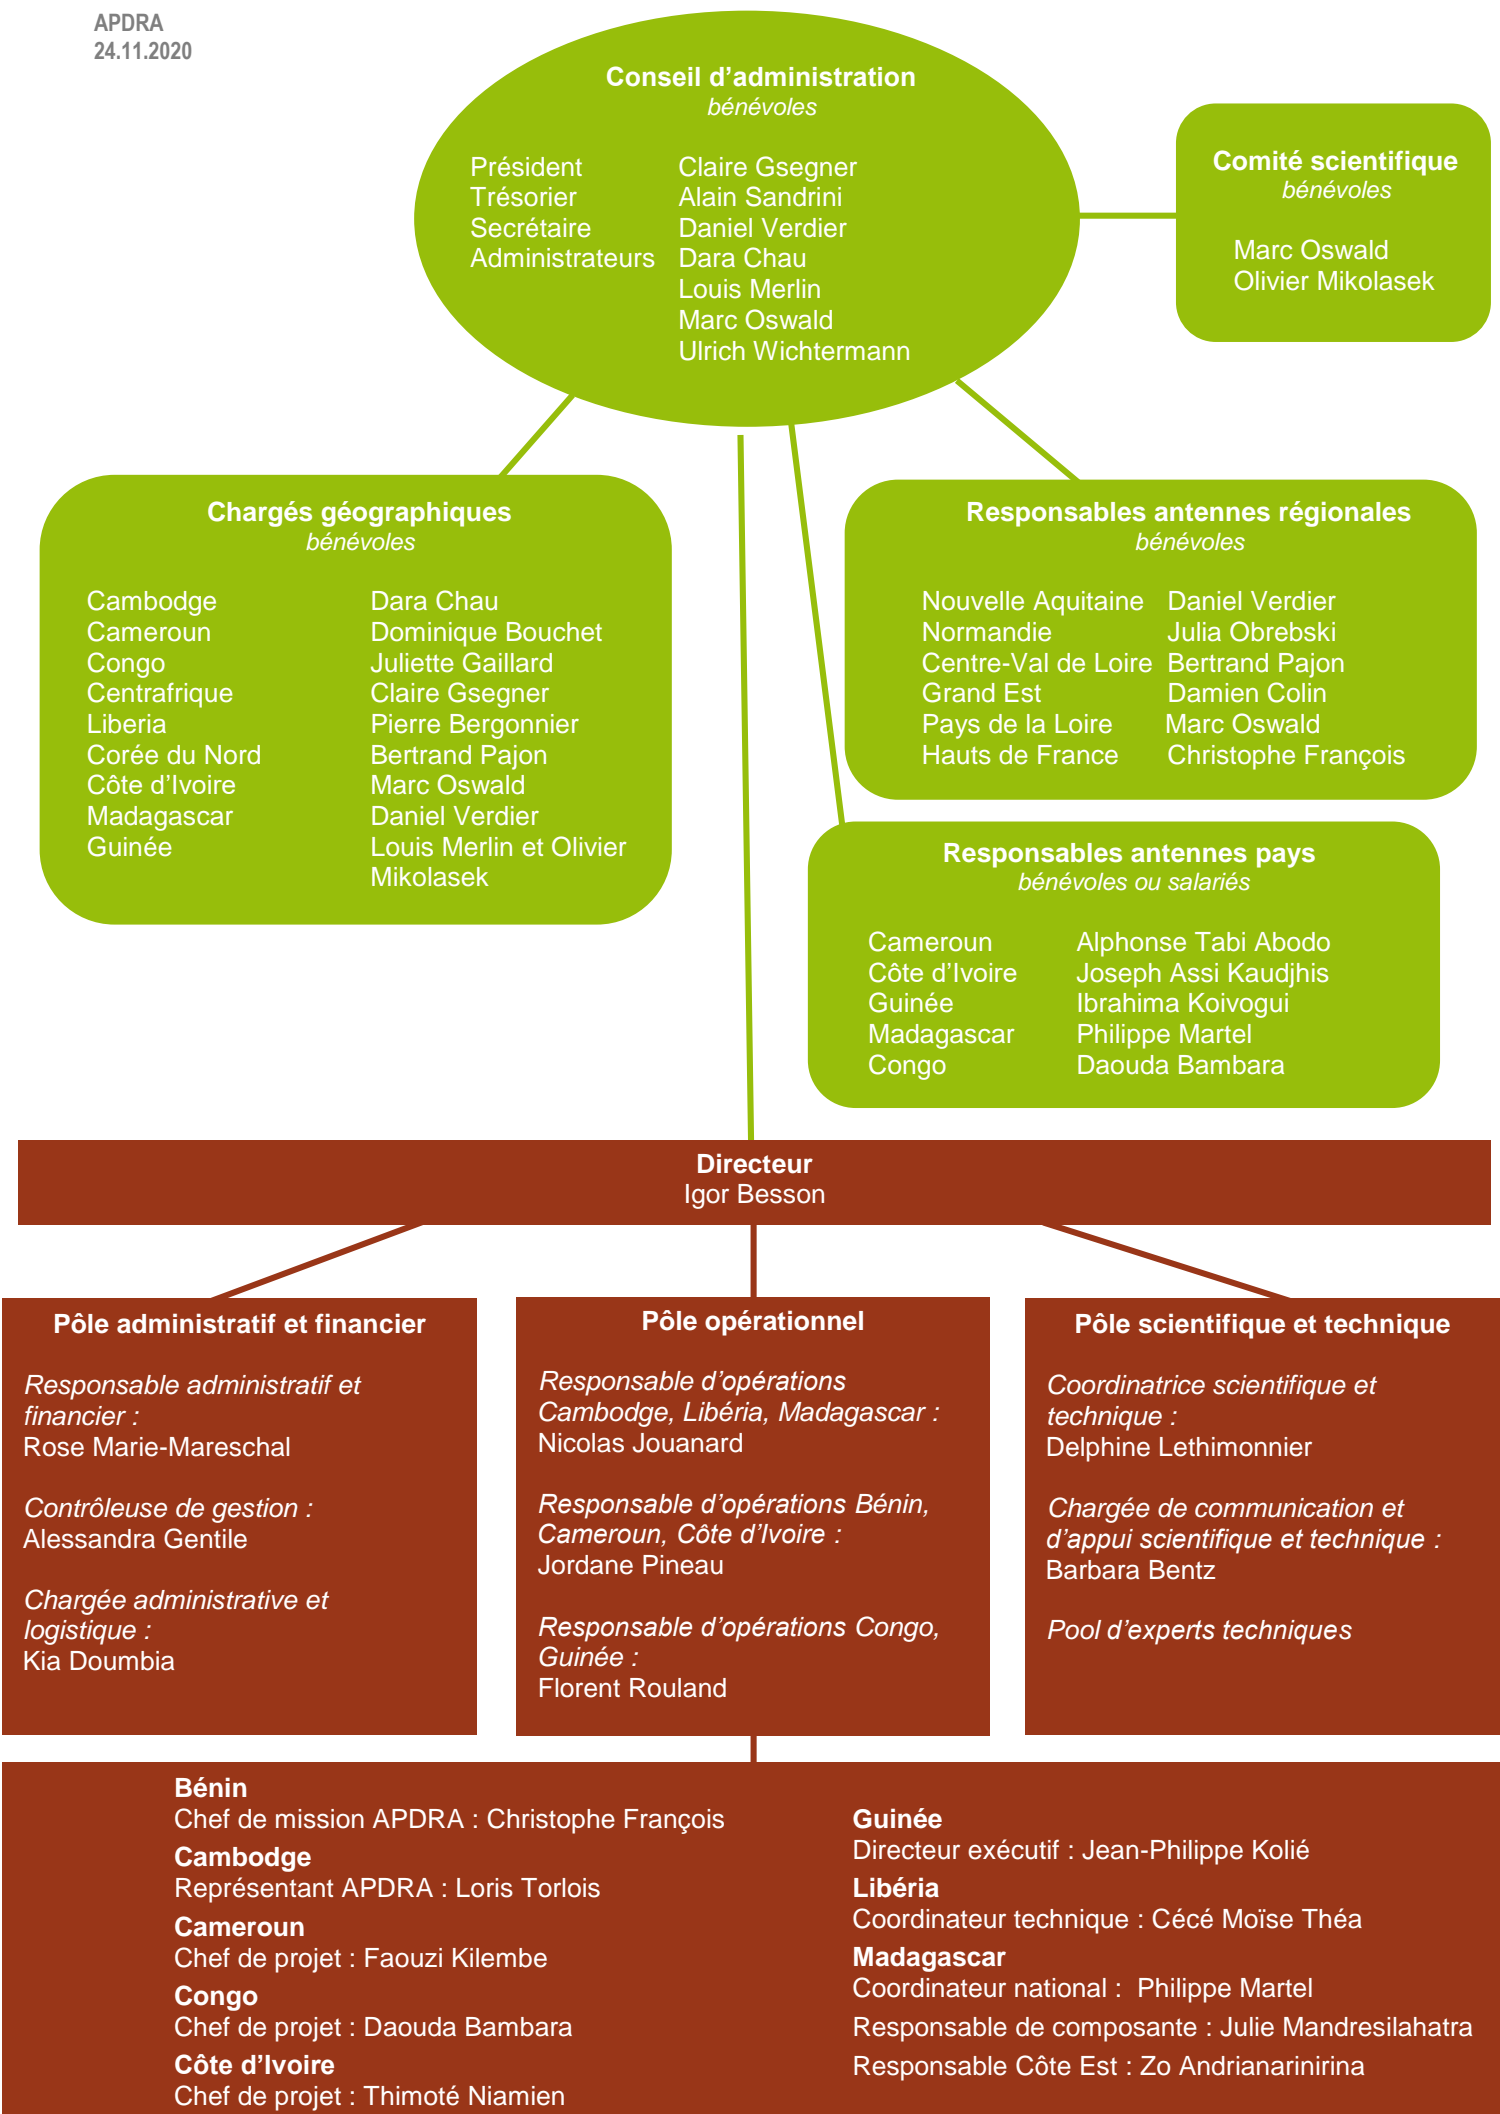 APDRA
24.11.2020
Conseil d’administration
bénévoles
Président Claire Gsegner
Trésorier Alain Sandrini
Secrétaire Daniel Verdier
Administrateurs Dara Chau
Louis Merlin
Marc Oswald
Ulrich Wichtermann
Comité scientifique
bénévoles
Marc Oswald
Olivier Mikolasek
Chargés géographiques
bénévoles
Cambodge Dara Chau
Cameroun Dominique Bouchet
Congo Juliette Gaillard
Centrafrique Claire Gsegner
Liberia Pierre Bergonnier
Corée du Nord Bertrand Pajon
Côte d’Ivoire Marc Oswald
Madagascar Daniel Verdier
Guinée Louis Merlin et Olivier
Mikolasek
Responsables antennes régionales
bénévoles
Nouvelle Aquitaine Daniel Verdier
Normandie Julia Obrebski
Centre-Val de Loire Bertrand Pajon
Grand Est Damien Colin
Pays de la Loire Marc Oswald
Hauts de France Christophe François
Responsables antennes pays
bénévoles ou salariés
Cameroun Alphonse Tabi Abodo
Côte d’Ivoire Joseph Assi Kaudjhis
Guinée Ibrahima Koivogui
Madagascar Philippe Martel
Congo Daouda Bambara
Directeur
Igor Besson
Pôle administratif et financier
Responsable administratif et
financier :
Rose Marie-Mareschal
Contrôleuse de gestion :
Alessandra Gentile
Chargée administrative et
logistique :
Kia Doumbia
Pôle opérationnel
Responsable d’opérations
Cambodge, Libéria, Madagascar :
Nicolas Jouanard
Responsable d’opérations Bénin,
Cameroun, Côte d’Ivoire :
Jordane Pineau
Responsable d’opérations Congo,
Guinée :
Florent Rouland
Pôle scientifique et technique
Coordinatrice scientifique et
technique :
Delphine Lethimonnier
Chargée de communication et
d’appui scientifique et technique :
Barbara Bentz
Pool d’experts techniques
Bénin
Chef de mission APDRA : Christophe François
Cambodge
Représentant APDRA : Loris Torlois
Cameroun
Chef de projet : Faouzi Kilembe
Congo
Chef de projet : Daouda Bambara
Côte d’Ivoire
Chef de projet : Thimoté Niamien
Guinée
Directeur exécutif : Jean-Philippe Kolié
Libéria
Coordinateur technique : Cécé Moïse Théa
Madagascar
Coordinateur national : Philippe Martel
Responsable de composante : Julie Mandresilahatra
Responsable Côte Est : Zo Andrianarinirina